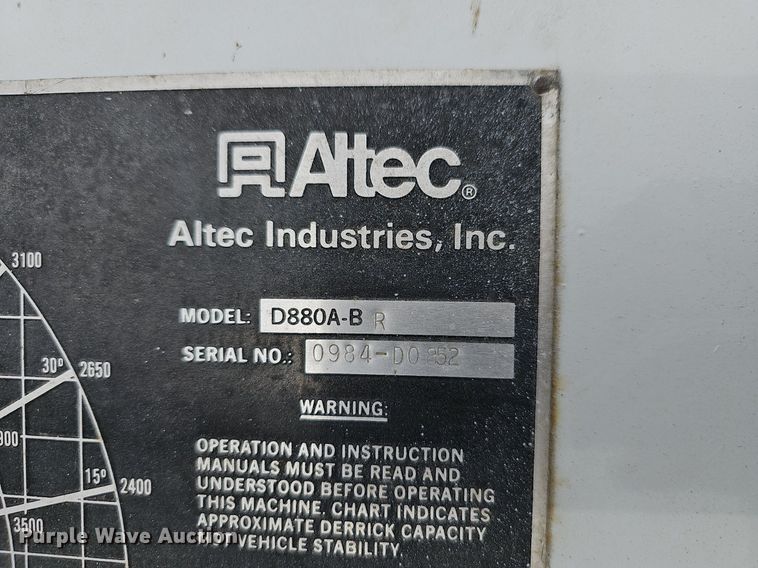 Altec®
Altec Industries, Inc.
3100
MODEL: D880A-B R
SERIAL NO.:
30° 2650
WARNING:
900
OPERATION AND INSTRUCTION
MANUALS MUST BE READ AND
15° 2400
UNDERSTOOD BEFORE OPERATING
THIS MACHINE. CHART INDICATES
3500
APPROXIMATE DERRICK CAPACITY
NOT VEHICLE STABILITY.
Purple Wave Auction